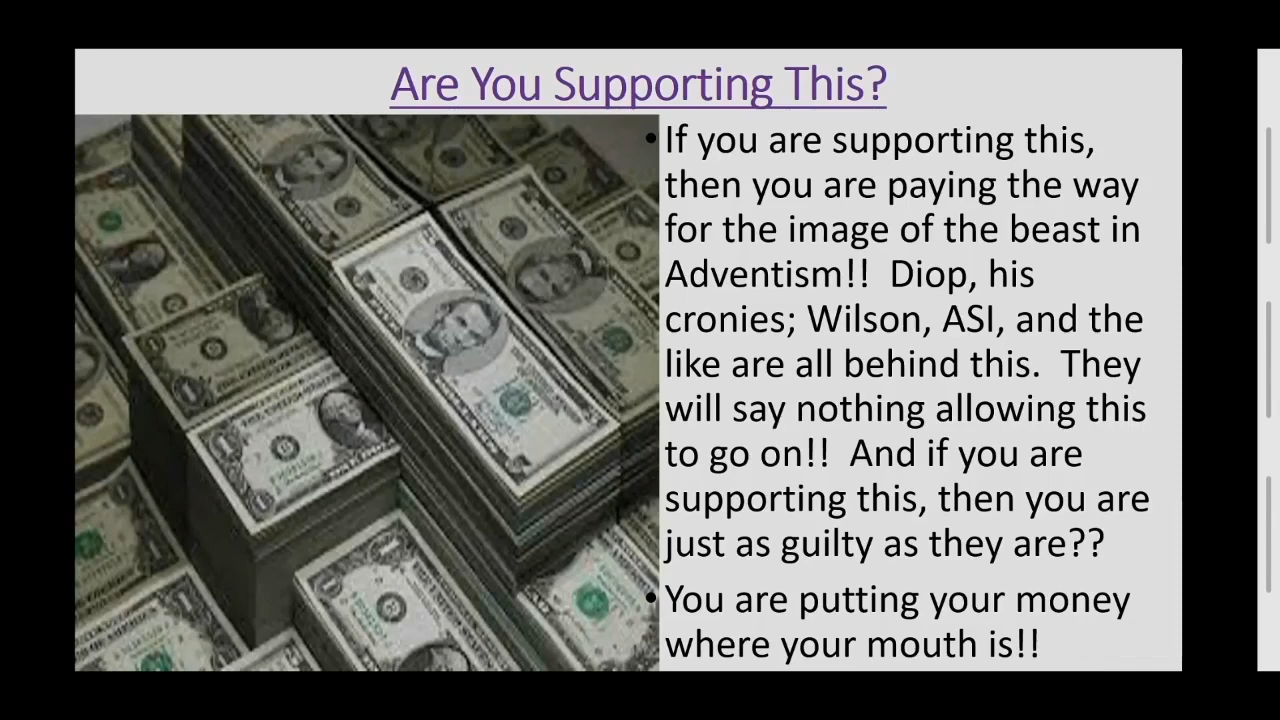 Are You Supporting This?
• If you are supporting this,
then you are paying the way
for the image of the beast in
Adventism!! Diop, his
cronies; Wilson, ASI, and the
like are all behind this. They
will say nothing allowing this
to go on!! And if you are
supporting this, then you are
just as guilty as they are??
• You are putting your money
where your mouth is!!